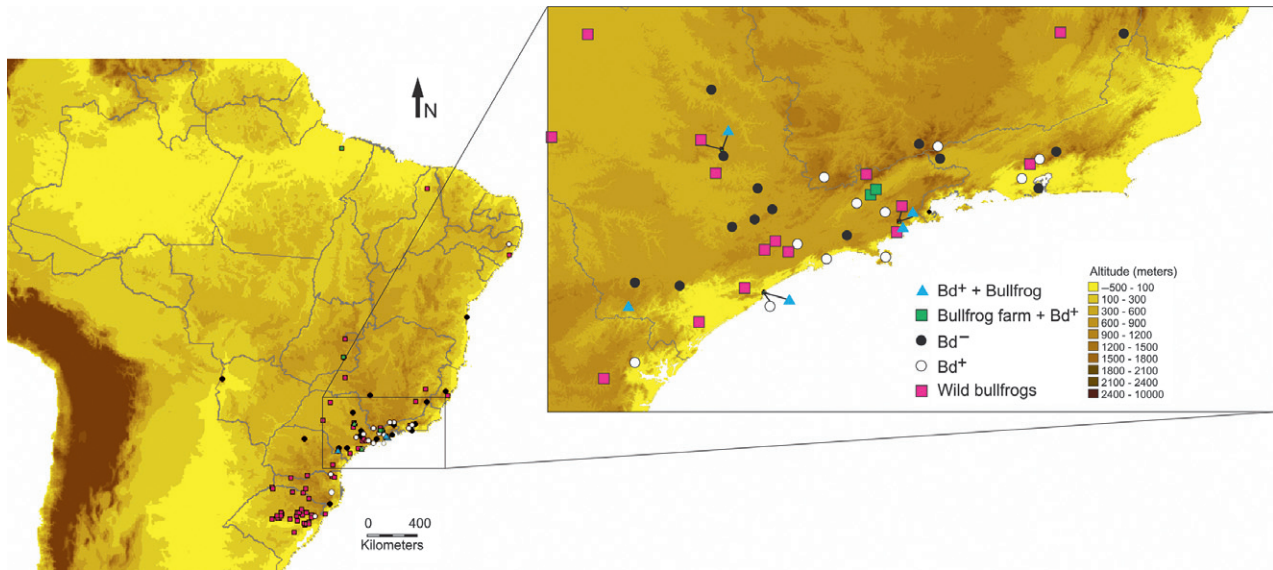 N
0 400
Kilometers
Bd+ + Bullfrog
Bullfrog farm + Bd+
Bd−
Bd+
Wild bullfrogs
Altitude (meters)
–500 - 100
100 - 300
300 - 600
600 - 900
900 - 1200
1200 - 1500
1500 - 1800
1800 - 2100
2100 - 2400
2400 - 10000